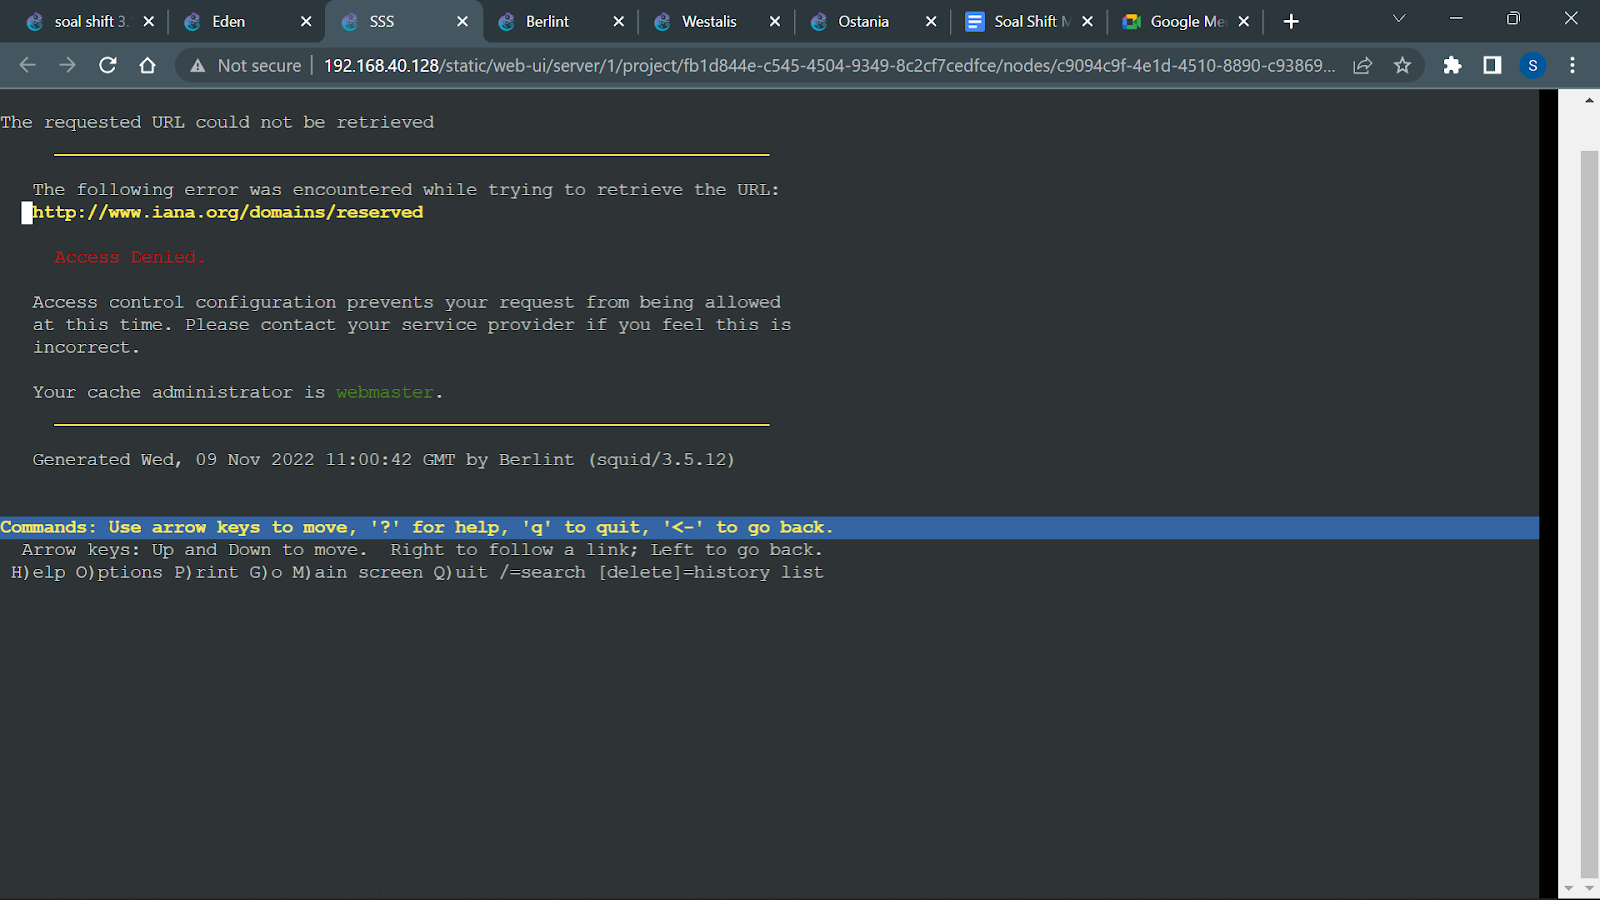 soal shift 3.
Eden
SSS
Berlint
Westalis
Ostania
Soal Shift M
Google Me
Not secure
192.168.40.128/static/web-ui/server/1/project/fb1d844e-c545-4504-9349-8c2cf7cedfce/nodes/c9094c9f-4e1d-4510-8890-c93869...
S
The requested URL could not be retrieved
The following error was encountered while trying to retrieve the URL:
http://www.iana.org/domains/reserved
Access Denied.
Access control configuration prevents your request from being allowed
at this time. Please contact your service provider if you feel this is
incorrect.
Your cache administrator is webmaster.
Generated Wed, 09 Nov 2022 11:00:42 GMT by Berlint (squid/3.5.12)
Commands: Use arrow keys to move, '?' for help, 'q' to quit, '<-' to go back.
Arrow keys: Up and Down to move.  Right to follow a link; Left to go back.
H)elp O)ptions P)rint G)o M)ain screen Q)uit /=search [delete]=history list